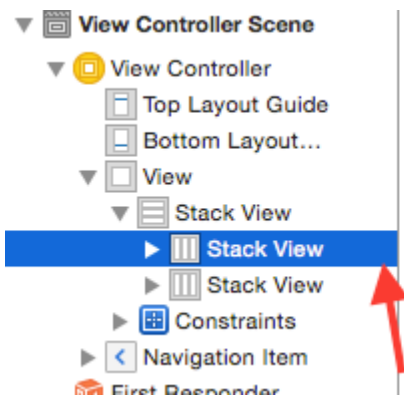 View Controller Scene
View Controller
Top Layout Guide
Bottom Layout...
View
Stack View
Stack View
Stack View
Constraints
Navigation Item
First Responder